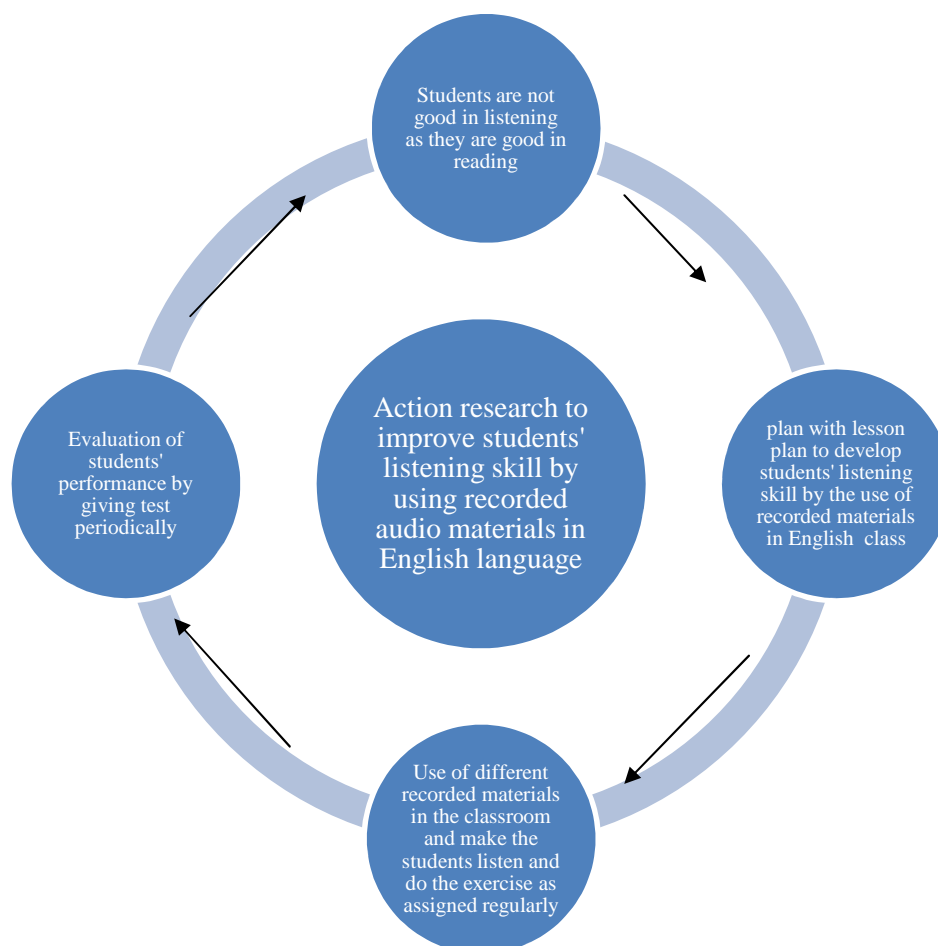 Students are not
good in listening
as they are good in
reading
Action research to
improve students'
listening skill by
using recorded
audio materials in
English language
plan with lesson
plan to develop
students' listening
skill by the use of
recorded materials
in English class
Use of different
recorded materials
in the classroom
and make the
students listen and
do the exercise as
assigned regularly
Evaluation of
students'
performance by
giving test
periodically